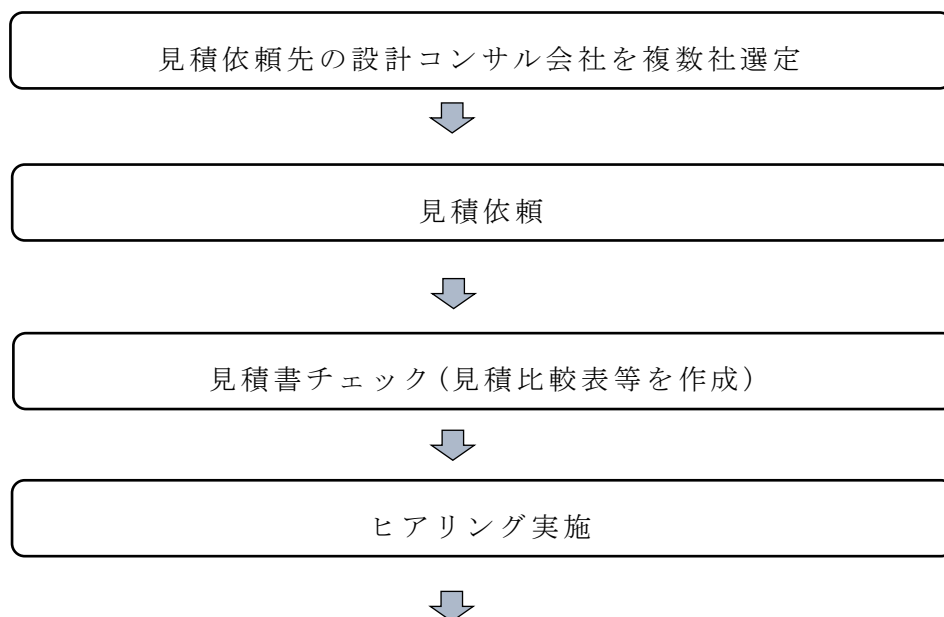 見積依頼先の設計コンサル会社を複数社選定
見積依頼
見積書チェック(見積比較表等を作成)
ヒアリング実施